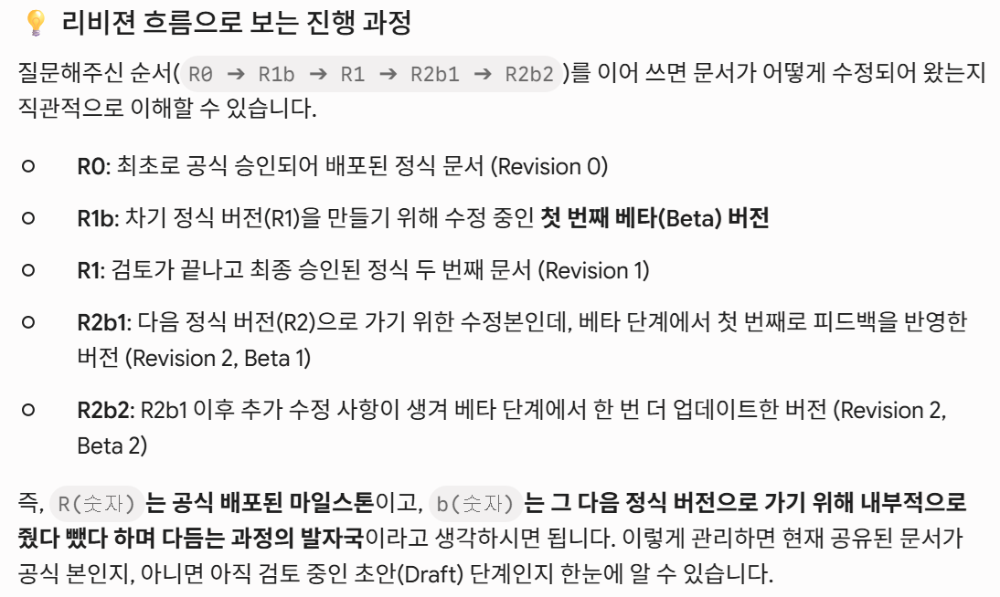 💡 리비젼 흐름으로 보는 진행 과정
질문해주신 순서( R0 ➔ R1b ➔ R1 ➔ R2b1 ➔ R2b2 )를 이어 쓰면 문서가 어떻게 수정되어 왔는지
직관적으로 이해할 수 있습니다.
○ R0: 최초로 공식 승인되어 배포된 정식 문서 (Revision 0)
○ R1b: 차기 정식 버전(R1)을 만들기 위해 수정 중인 첫 번째 베타(Beta) 버전
○ R1: 검토가 끝나고 최종 승인된 정식 두 번째 문서 (Revision 1)
○ R2b1: 다음 정식 버전(R2)으로 가기 위한 수정본인데, 베타 단계에서 첫 번째로 피드백을 반영한
버전 (Revision 2, Beta 1)
○ R2b2: R2b1 이후 추가 수정 사항이 생겨 베타 단계에서 한 번 더 업데이트한 버전 (Revision 2,
Beta 2)
즉, R(숫자) 는 공식 배포된 마일스톤이고, b(숫자) 는 그 다음 정식 버전으로 가기 위해 내부적으로
줬다 뺐다 하며 다듬는 과정의 발자국이라고 생각하시면 됩니다. 이렇게 관리하면 현재 공유된 문서가
공식 본인지, 아니면 아직 검토 중인 초안(Draft) 단계인지 한눈에 알 수 있습니다.